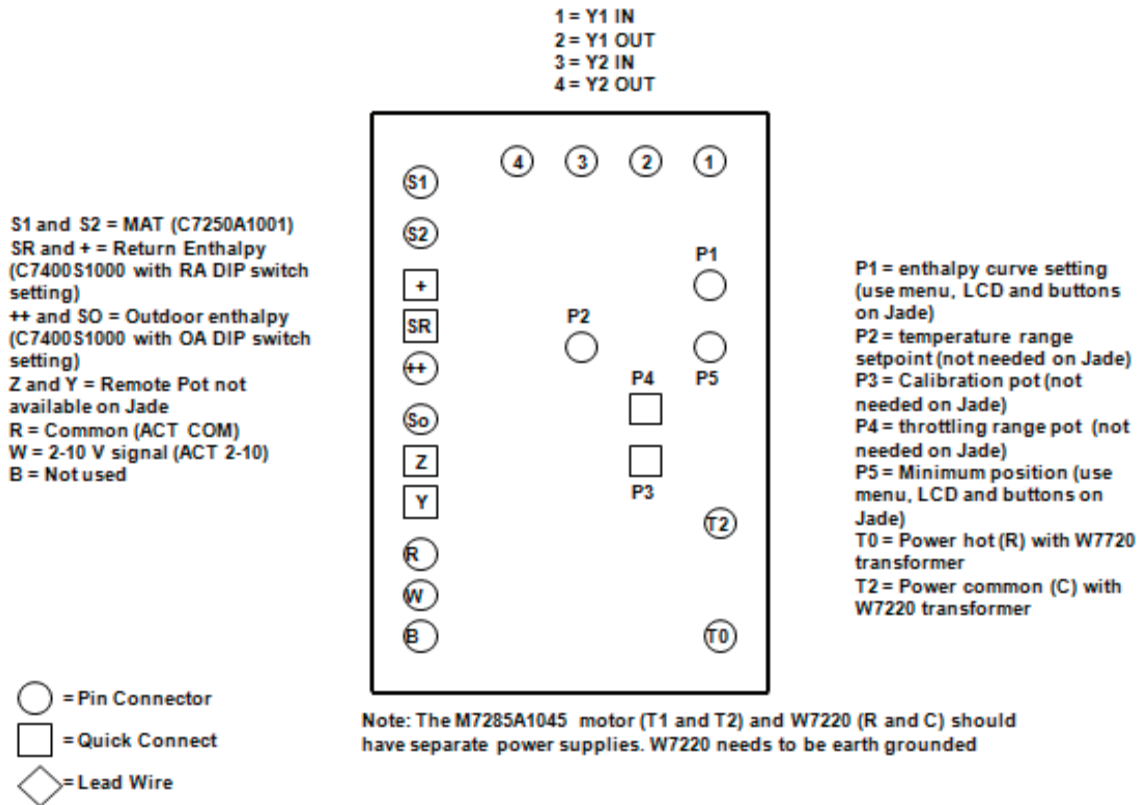 1 = Y1 IN
2 = Y1 OUT
3 = Y2 IN
4 = Y2 OUT
S1 and S2 = MAT (C7250A1001)
SR and + = Return Enthalpy
(C7400S1000 with RA DIP switch
setting)
++ and SO = Outdoor enthalpy
(C7400S1000 with OA DIP switch
setting)
Z and Y = Remote Pot not
available on Jade
R = Common (ACT COM)
W = 2-10 V signal (ACT 2-10)
B = Not used
4 3 2 1
S1
S2
+
SR
++
So
Z
Y
R
W
B
P1
P2
P5
P4
P3
T2
T0
P1 = enthalpy curve setting
(use menu, LCD and buttons
on Jade)
P2 = temperature range
setpoint (not needed on Jade)
P3 = Calibration pot (not
needed on Jade)
P4 = throttling range pot (not
needed on Jade)
P5 = Minimum position (use
menu, LCD and buttons on
Jade)
T0 = Power hot (R) with W7720
transformer
T2 = Power common (C) with
W7220 transformer
= Pin Connector
= Quick Connect
= Lead Wire
Note: The M7285A1045 motor (T1 and T2) and W7220 (R and C) should
have separate power supplies. W7220 needs to be earth grounded